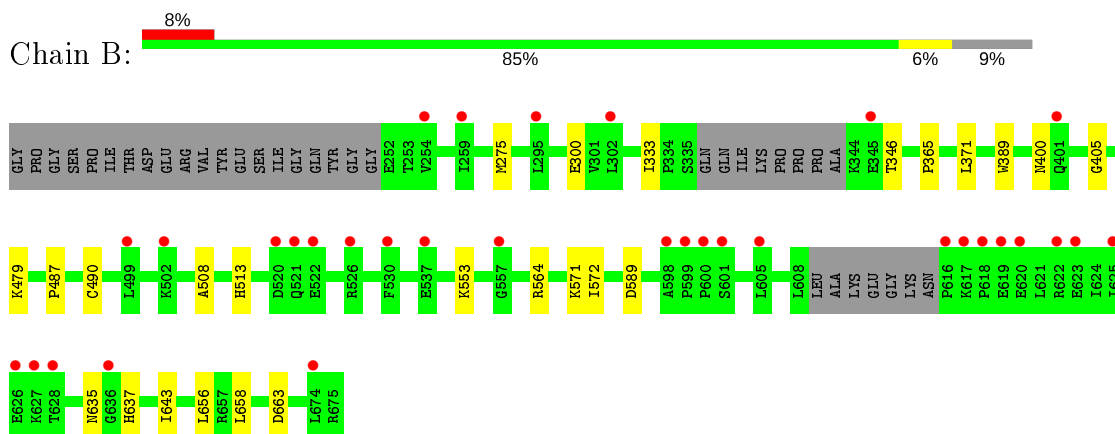 8%
Chain B:
85% 6% 9%
GLY PRO GLY SER PRO ILE THR ASP GLU ARG VAL TYR GLU SER ILE GLY GLN TYR GLY GLY E252 T253 V254 I259 M275 L295 E300 V301 L302 I333 P334 S335 GLN GLN ILE LYS PRO PRO PRO ALA K344 E345 T346 P365 L371 W389 N400 Q401 G405
K479 P487 C490 L499 K502 A508 H513 D520 Q521 E522 R526 F530 E537 K553 G557 R564 K571 I572 D589 A598 P599 P600 S601 L605 L608 LEU ALA LYS GLU GLY LYS ASN P616 K617 P618 E619 E620 L621 R622 E623 I624 I625
E626 K627 T628 N635 G636 H637 I643 L656 R657 L658 D663 L674 R675